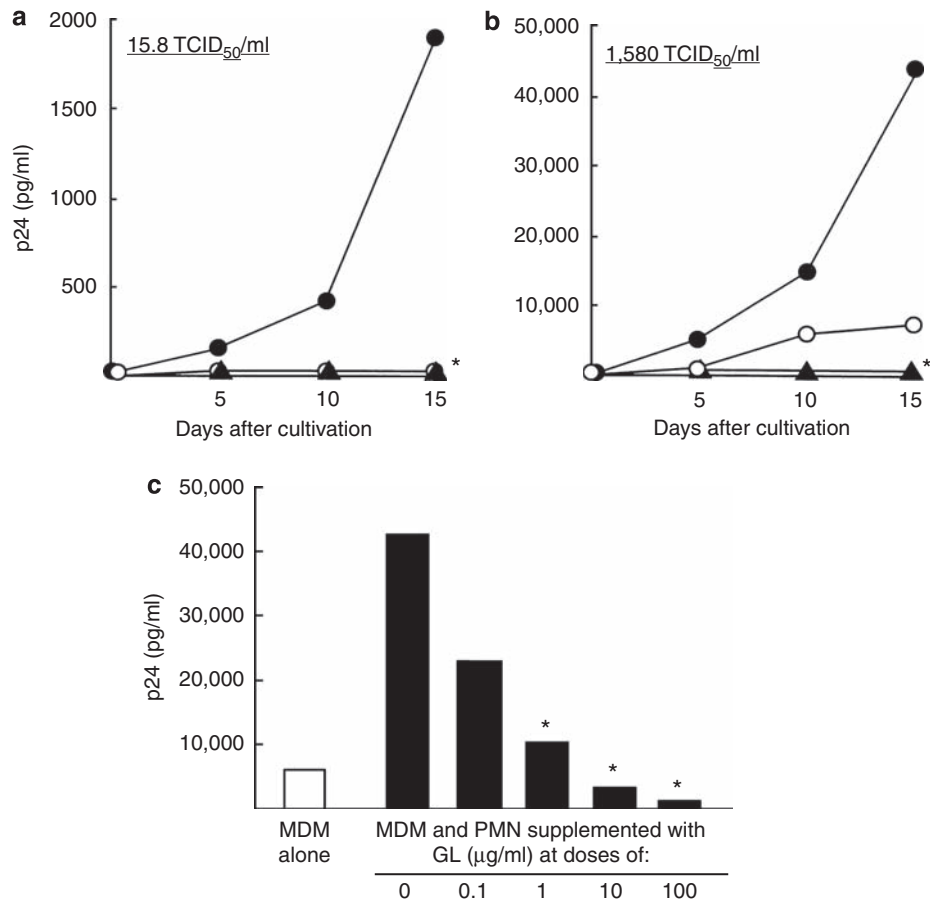 a
15.8 TCID50/ml
2000
1500
1000
500
p24 (pg/ml)
5 10 15
Days after cultivation
*
b
1,580 TCID50/ml
50,000
40,000
30,000
20,000
10,000
5 10 15
Days after cultivation
*
c
50,000
40,000
30,000
20,000
10,000
p24 (pg/ml)
* * *
MDM
alone
MDM and PMN supplemented with
GL (μg/ml) at doses of:
0 0.1 1 10 100